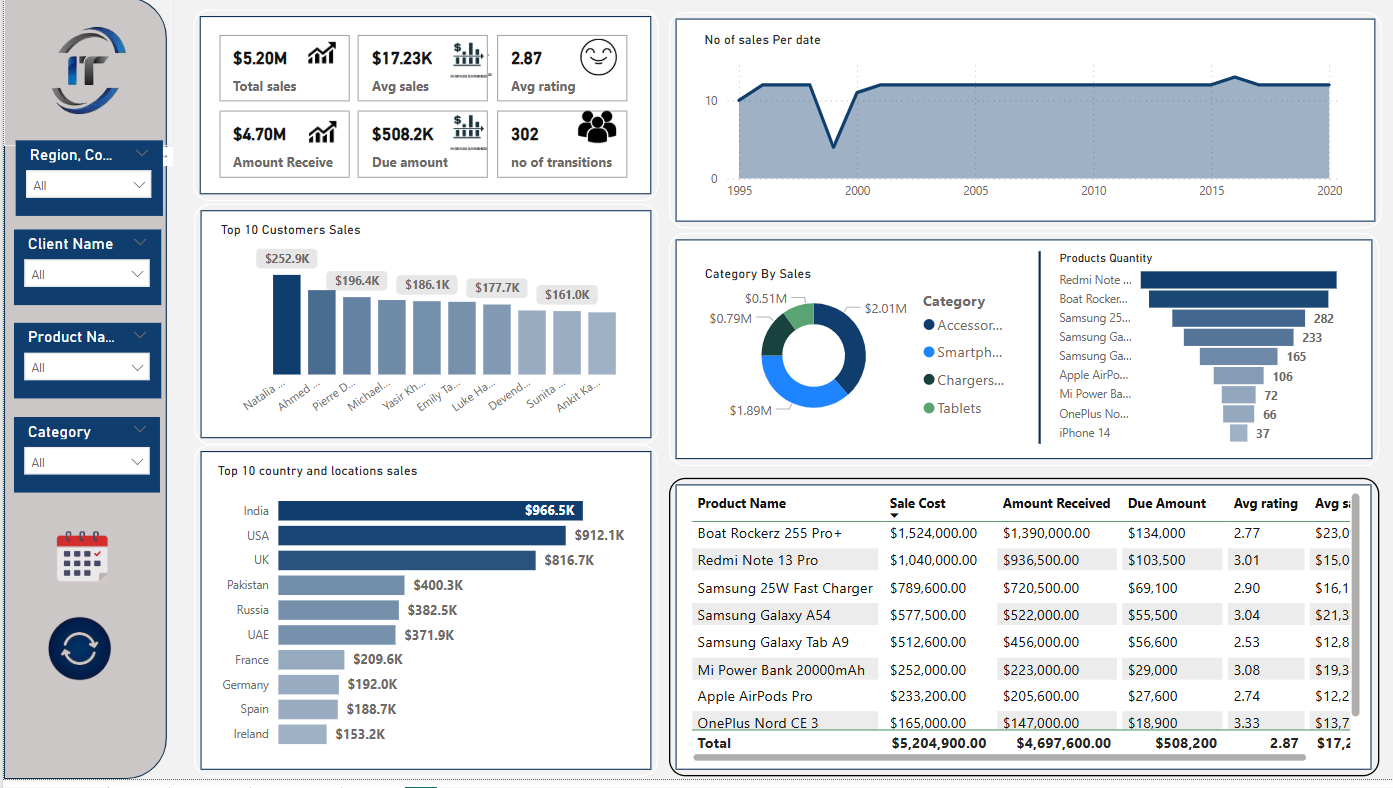 IT
Region, Co...
All
Client Name
All
Product Na...
All
Category
All
$5.20M
Total sales
$17.23K
Avg sales
2.87
Avg rating
$4.70M
Amount Receive
$508.2K
Due amount
302
no of transitions
No of sales Per date
10
0
1995 2000 2005 2010 2015 2020
Top 10 Customers Sales
$252.9K
$196.4K
$186.1K
$177.7K
$161.0K
Natalia ...
Ahmed ...
Pierre D...
Michael...
Yasir Kh...
Emily Ta...
Luke Ha...
Devend...
Sunita ...
Ankit Ka...
Category By Sales
$0.51M
$0.79M
$2.01M
$1.89M
Category
Accessor...
Smartph...
Chargers...
Tablets
Products Quantity
Redmi Note ...
Boat Rocker...
Samsung 25... 282
Samsung Ga... 233
Samsung Ga... 165
Apple AirPo... 106
Mi Power Ba... 72
OnePlus No... 66
iPhone 14 37
Top 10 country and locations sales
India $966.5K
USA $912.1K
UK $816.7K
Pakistan $400.3K
Russia $382.5K
UAE $371.9K
France $209.6K
Germany $192.0K
Spain $188.7K
Ireland $153.2K
Product Name Sale Cost Amount Received Due Amount Avg rating Avg
Boat Rockerz 255 Pro+ $1,524,000.00 $1,390,000.00 $134,000 2.77 $23,0
Redmi Note 13 Pro $1,040,000.00 $936,500.00 $103,500 3.01 $15,0
Samsung 25W Fast Charger $789,600.00 $720,500.00 $69,100 2.90 $16,1
Samsung Galaxy A54 $577,500.00 $522,000.00 $55,500 3.04 $21,3
Samsung Galaxy Tab A9 $512,600.00 $456,000.00 $56,600 2.53 $12,8
Mi Power Bank 20000mAh $252,000.00 $223,000.00 $29,000 3.08 $19,3
Apple AirPods Pro $233,200.00 $205,600.00 $27,600 2.74 $12,2
OnePlus Nord CE 3 $165,000.00 $147,000.00 $18,900 3.33 $13,7
Total $5,204,900.00 $4,697,600.00 $508,200 2.87 $17,2